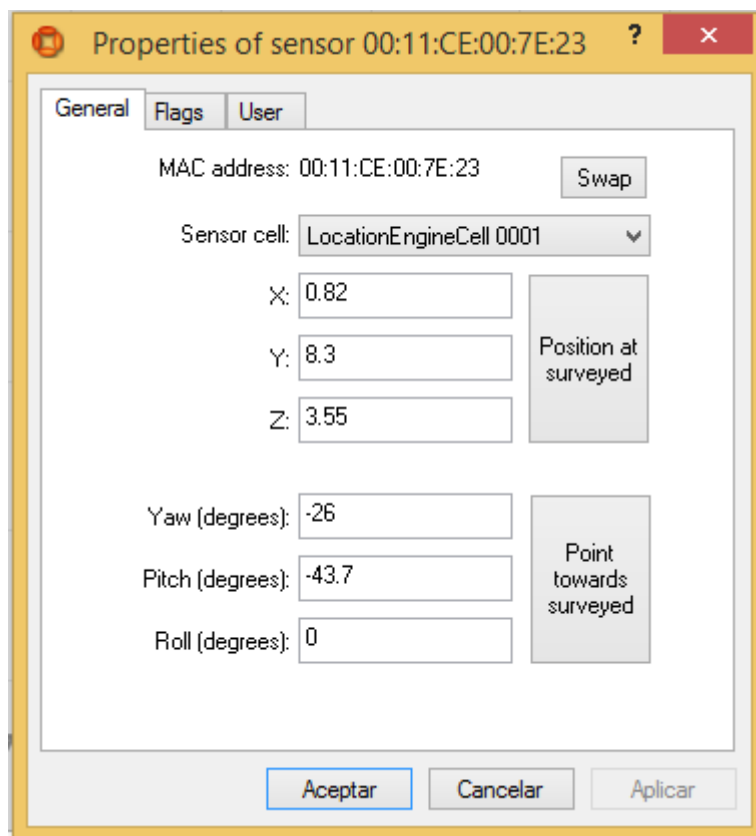 Properties of sensor 00:11:CE:00:7E:23 ?
General Flags User
MAC address: 00:11:CE:00:7E:23 Swap
Sensor cell: LocationEngineCell 0001
X: 0.82
Y: 8.3
Z: 3.55
Position at
surveyed
Yaw (degrees): -26
Pitch (degrees): -43.7
Roll (degrees): 0
Point
towards
surveyed
Aceptar Cancelar Aplicar